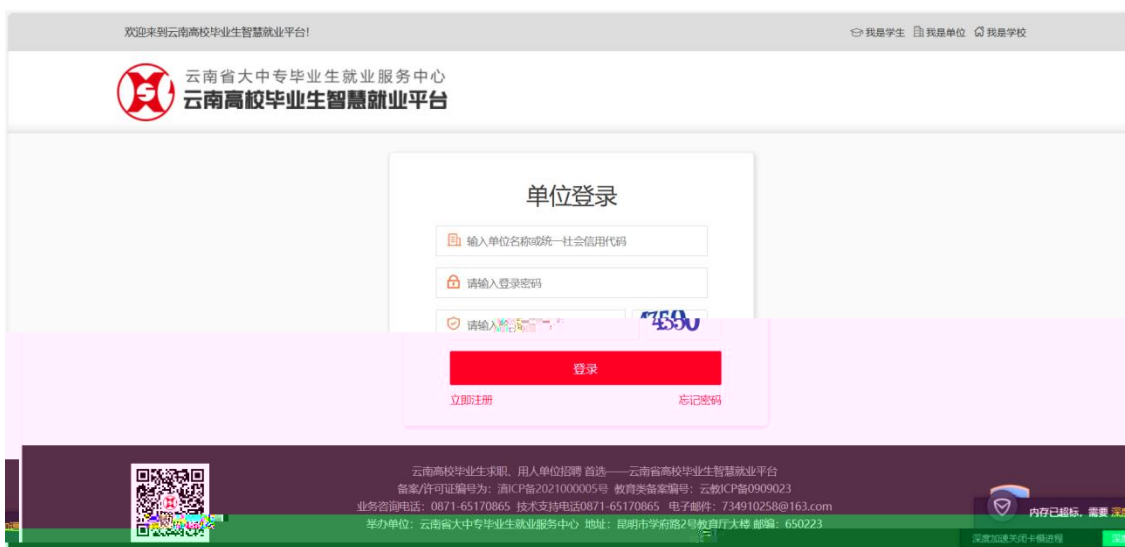 欢迎来到云南高校毕业生智慧就业平台!
我是学生 我是单位 我是学校
云南省大中专毕业生就业服务中心
云南高校毕业生智慧就业平台
单位登录
输入单位名称或统一社会信用代码
请输入登录密码
请输入
登录
立即注册 忘记密码
云南高校毕业生求职、用人单位招聘 首选——云南省高校毕业生智慧就业平台
备案/许可证编号为：滇ICP备2021000005号 教育类备案编号：云教ICP备0909023
业务咨询电话：0871-65170865 技术支持电话0871-65170865 电子邮件：734910258@163.com
举办单位：云南省大中专毕业生就业服务中心 地址：昆明市学府路2号教育厅大楼 邮编：650223
内存已超标，需要
深度加速关闭卡慢进程